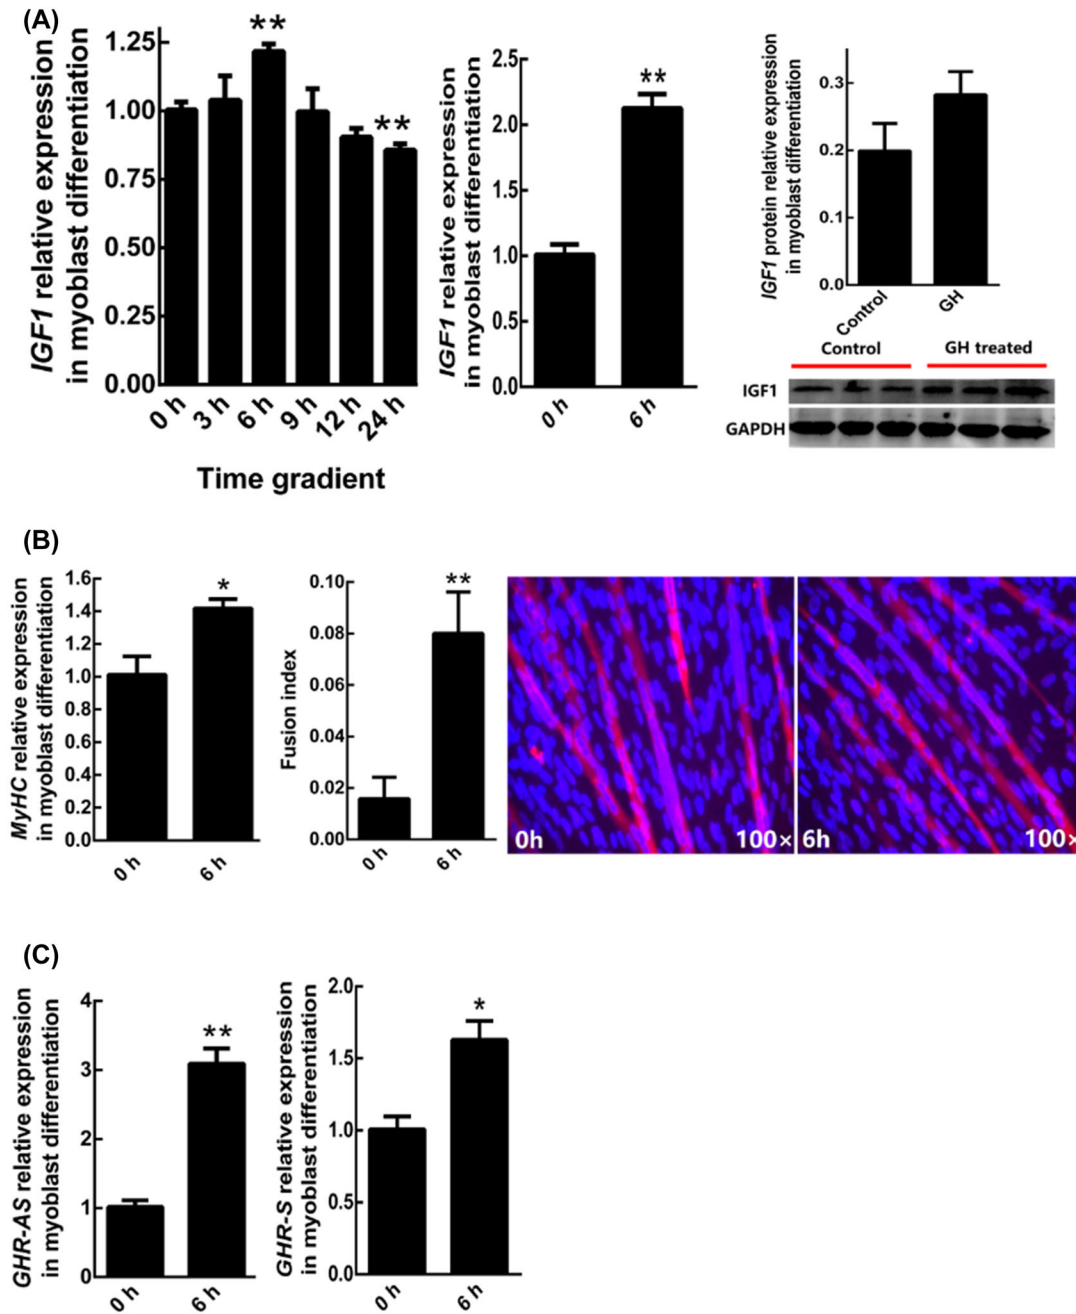 (A)
IGF1 relative expression
in myoblast differentiation
1.25
1.00
0.75
0.50
0.25
0.00
**
**
0 h
3 h
6 h
9 h
12 h
24 h
Time gradient
IGF1 relative expression
in myoblast differentiation
2.5
2.0
1.5
1.0
0.5
0.0
**
0 h
6 h
IGF1 protein relative expression
in myoblast differentiation
0.3
0.2
0.1
0.0
Control
GH
Control
GH treated
IGF1
GAPDH
(B)
MyHC relative expression
in myoblast differentiation
1.6
1.4
1.2
1.0
0.8
0.6
0.4
0.2
0.0
*
0 h
6 h
Fusion index
0.10
0.08
0.06
0.04
0.02
0.00
**
0 h
6 h
0h
100×
6h
100×
(C)
GHR-AS relative expression
in myoblast differentiation
4
3
2
1
0
**
0 h
6 h
GHR-S relative expression
in myoblast differentiation
2.0
1.5
1.0
0.5
0.0
*
0 h
6 h